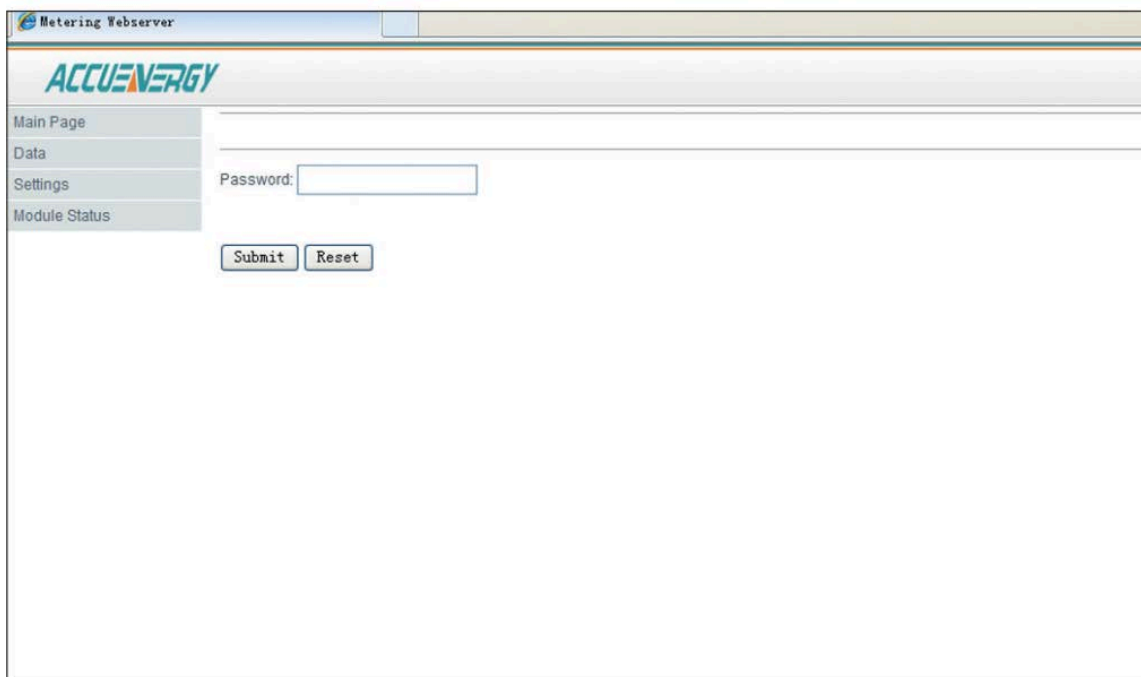 Metering Webserver
ACCUENERGY
Main Page
Data
Settings
Module Status
Password:
Submit Reset